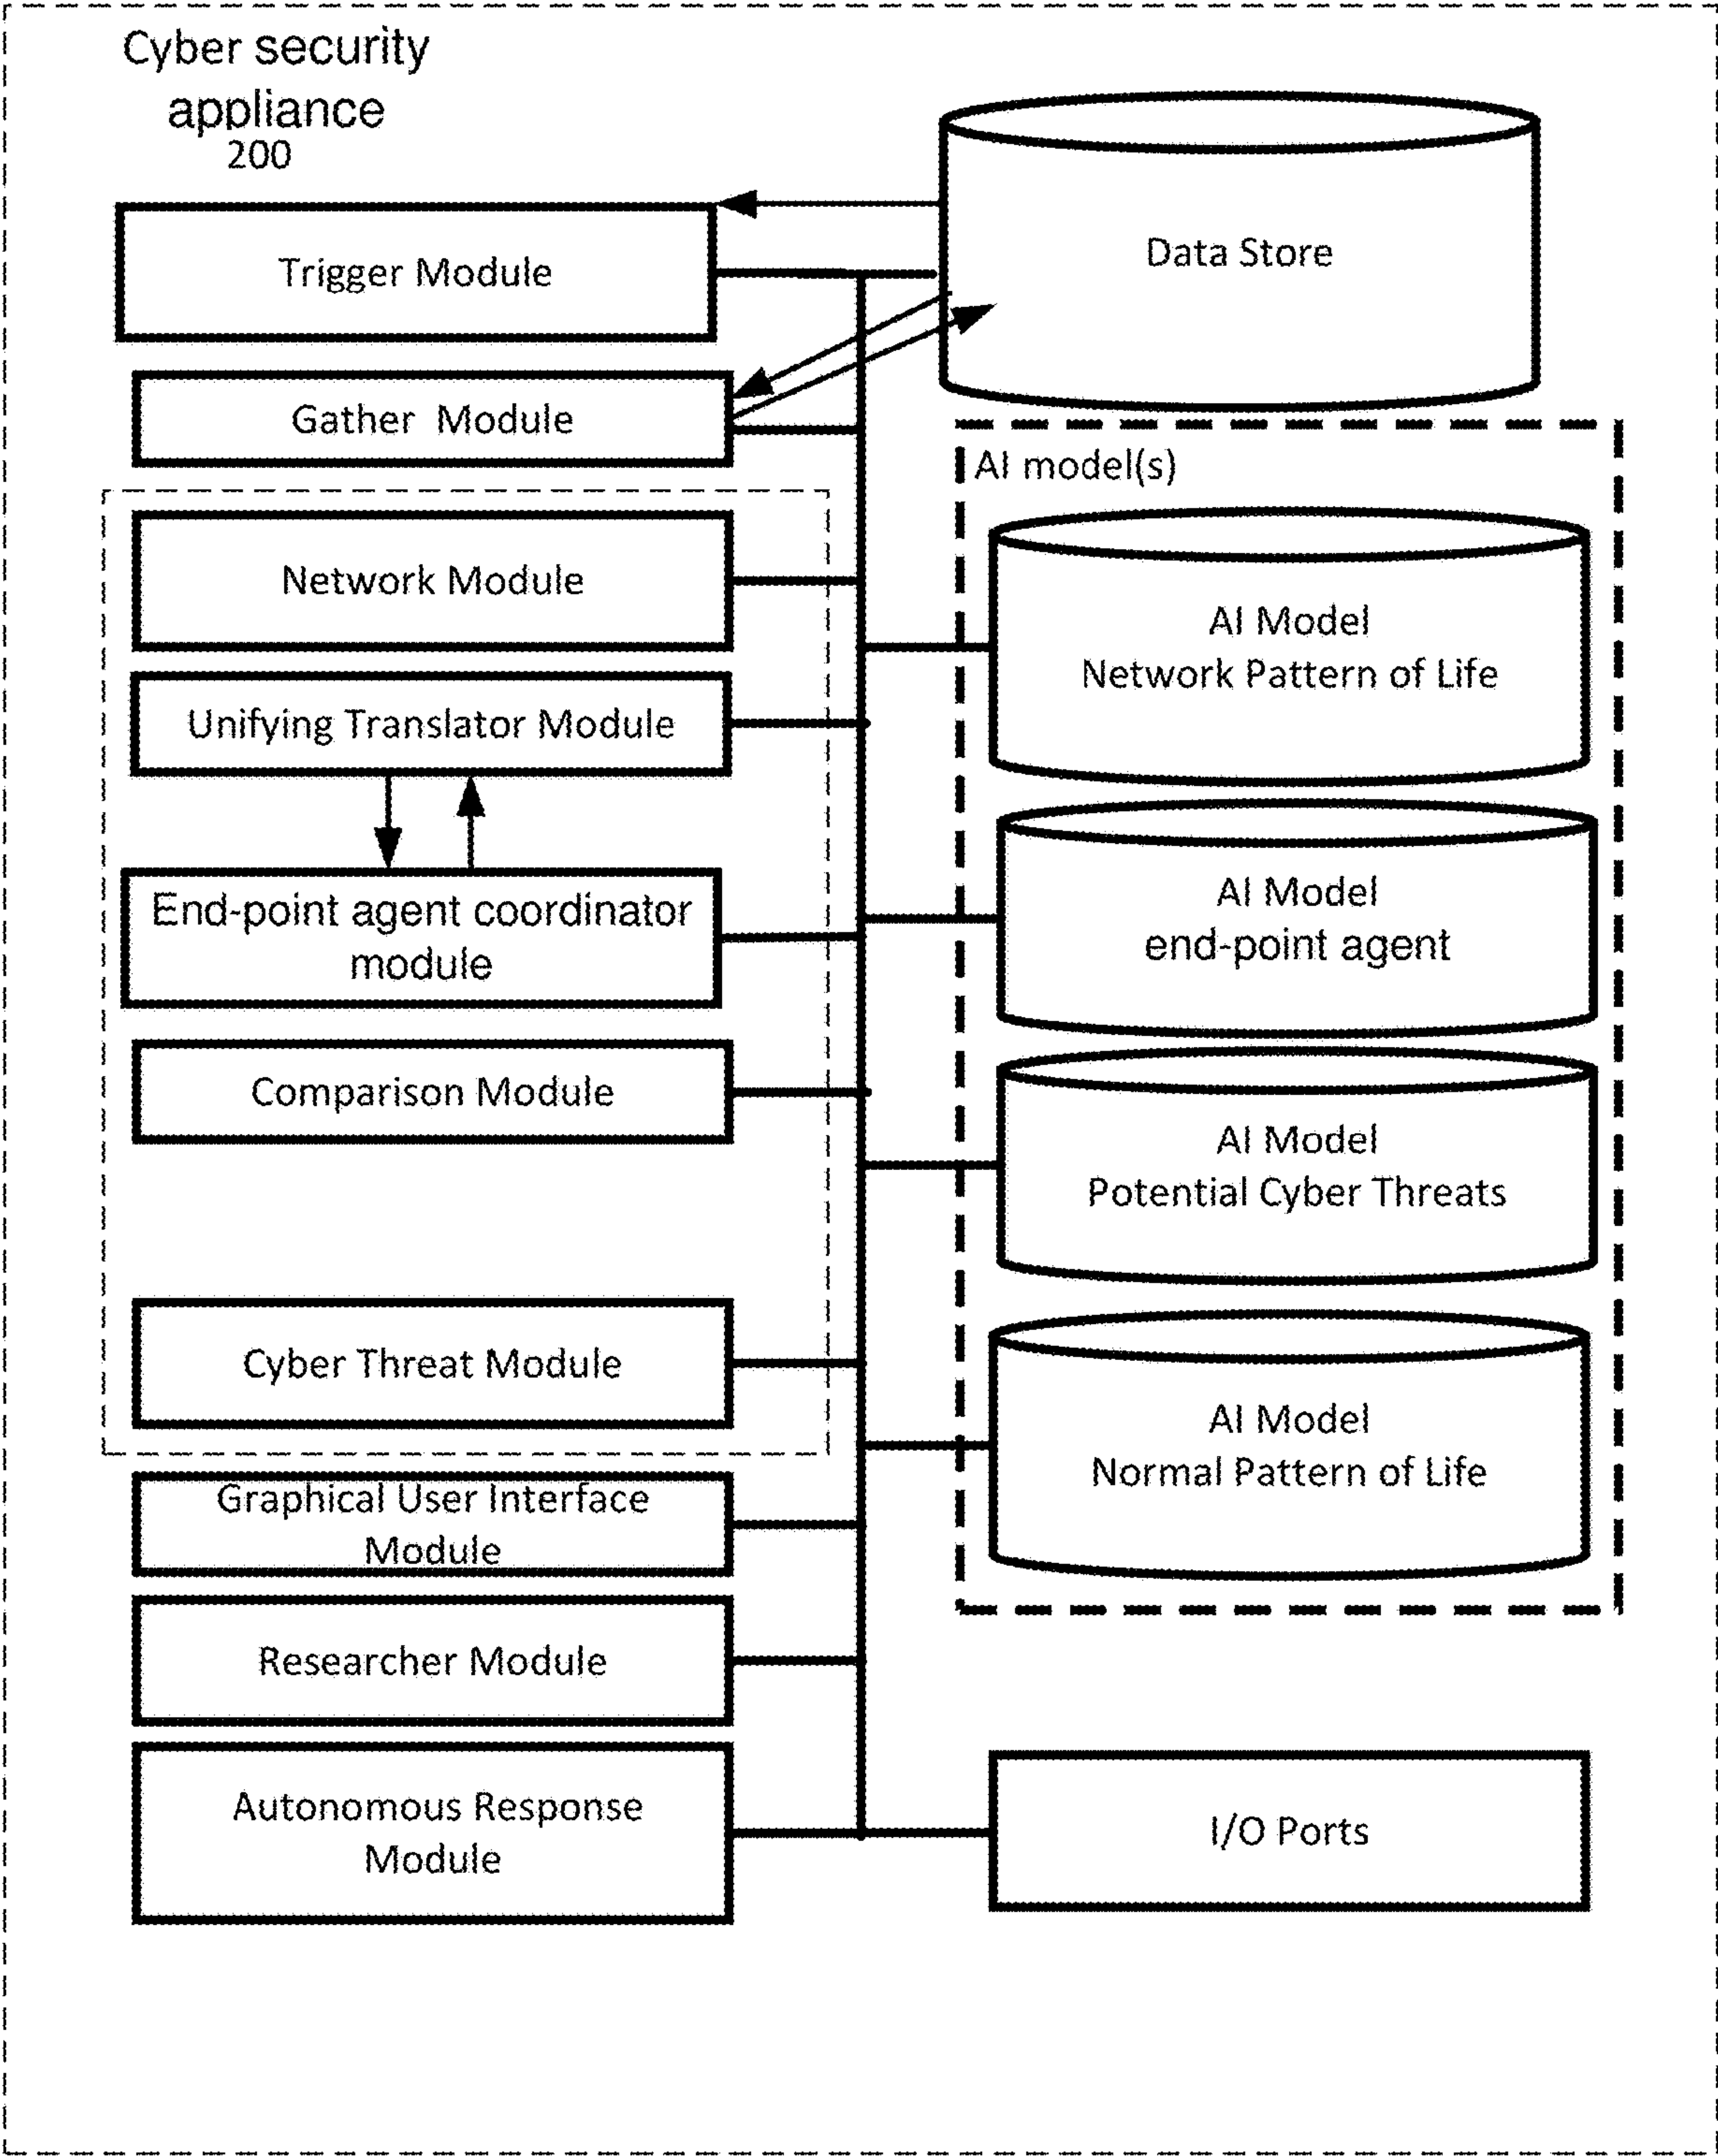 Cyber security
appliance
200
Data Store
Trigger Module
Gather Module
AI model(s)
Network Module
AI Model
Network Pattern of Life
Unifying Translator Module
End-point agent coordinator
module
AI Model
end-point agent
Comparison Module
AI Model
Potential Cyber Threats
Cyber Threat Module
AI Model
Normal Pattern of Life
Graphical User Interface
Module
Researcher Module
Autonomous Response
Module
I/O Ports